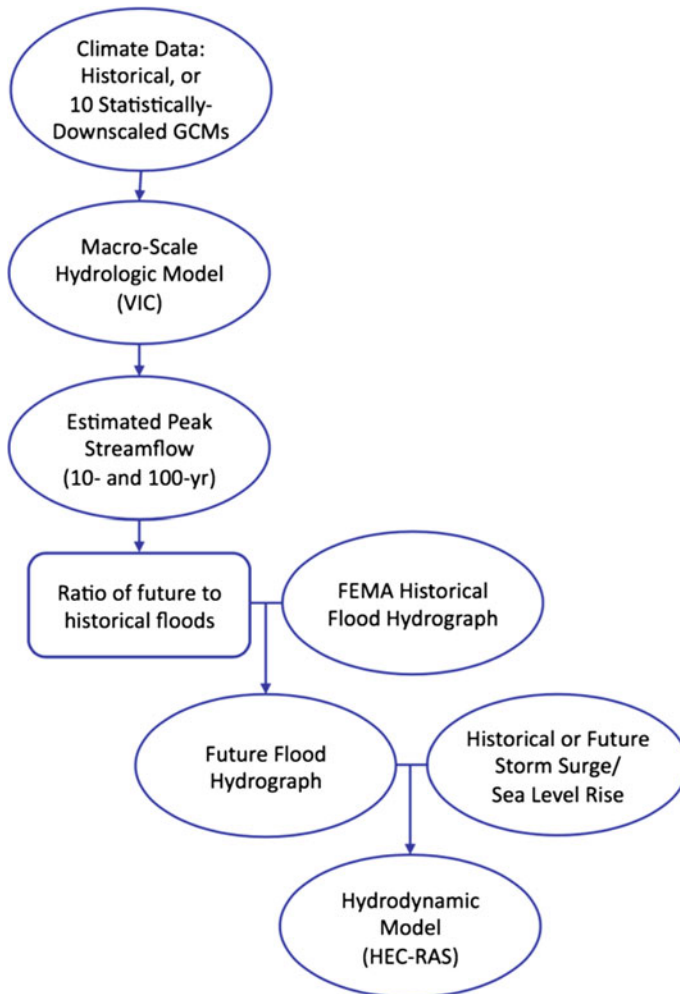 Climate Data:
Historical, or
10 Statistically-
Downscaled GCMs
Macro-Scale
Hydrologic Model
(VIC)
Estimated Peak
Streamflow
(10- and 100-yr)
Ratio of future to
historical floods
FEMA Historical
Flood Hydrograph
Future Flood
Hydrograph
Historical or Future
Storm Surge/
Sea Level Rise
Hydrodynamic
Model
(HEC-RAS)